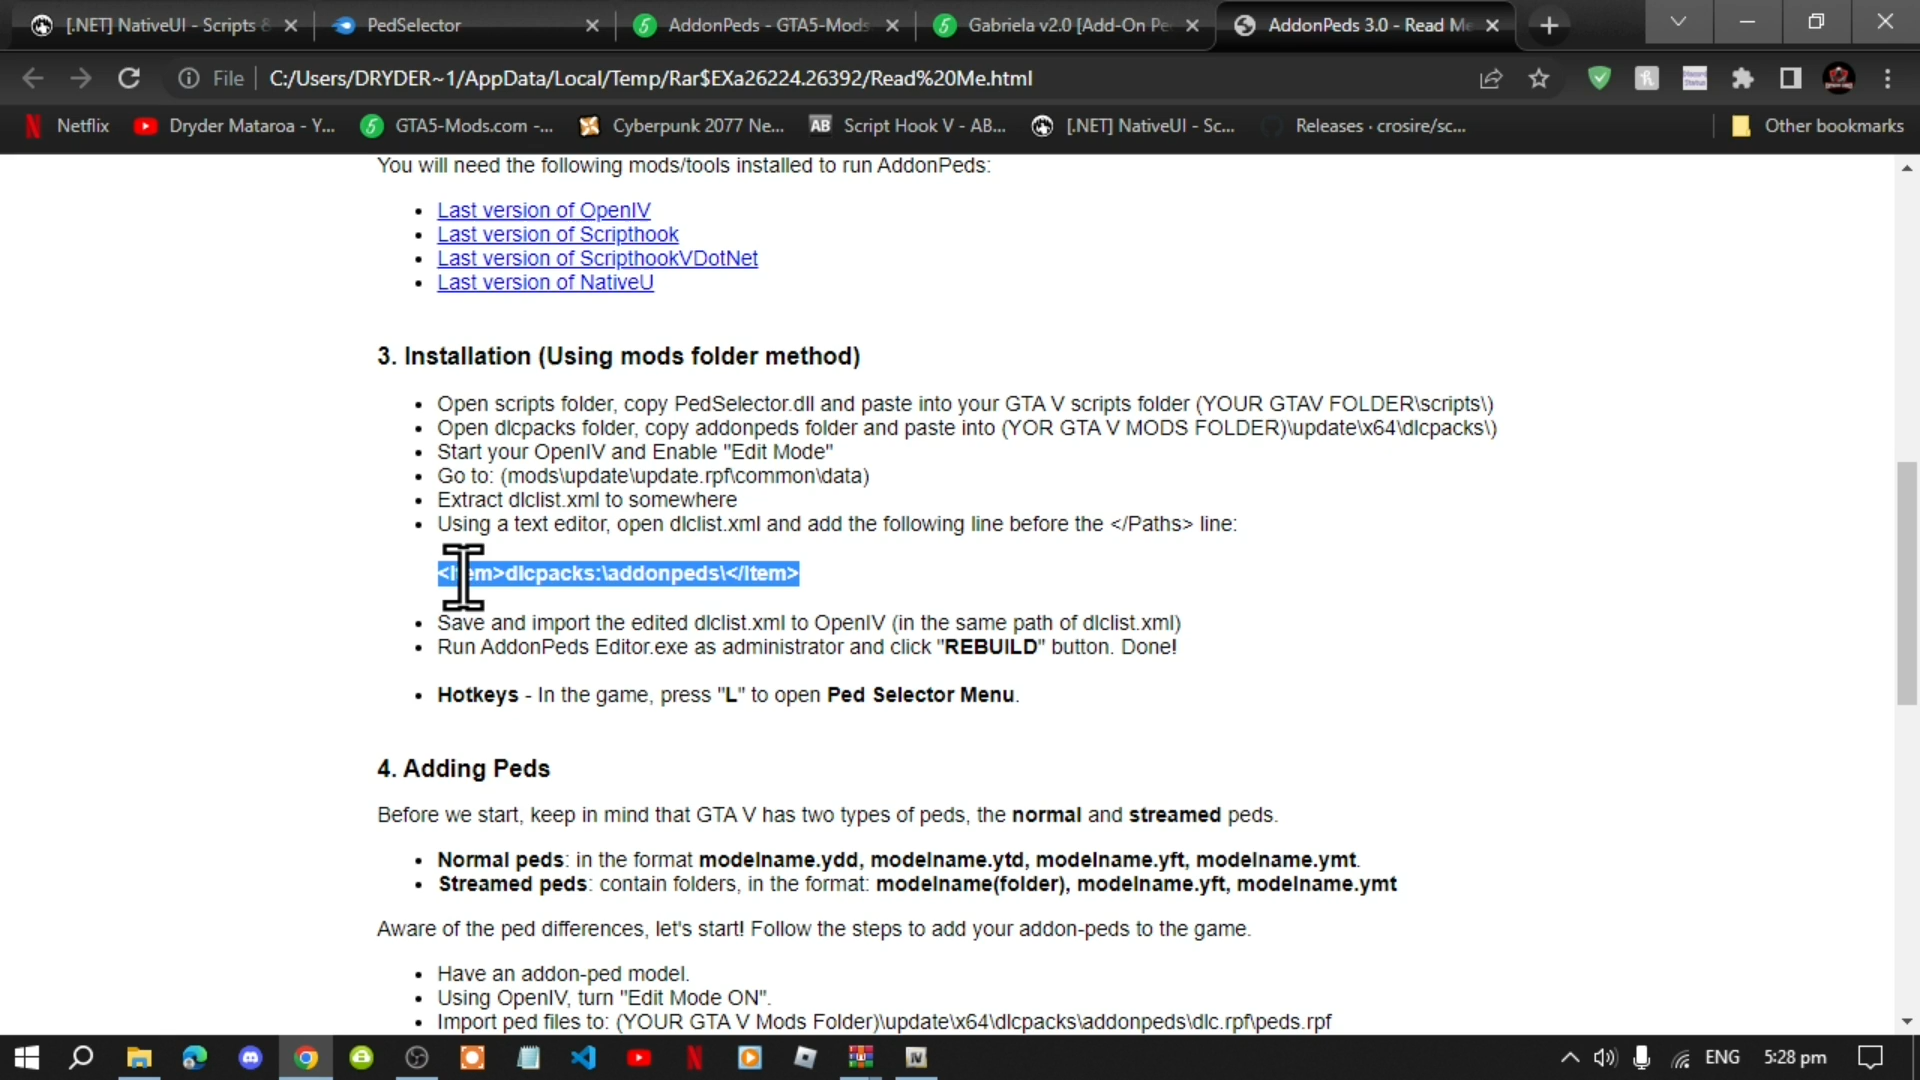 [.NET] NativeUI - Scripts &
PedSelector
AddonPeds - GTA5-Mods
Gabriela v2.0 [Add-On Pe
AddonPeds 3.0 - Read Me
File
C:/Users/DRYDER~1/AppData/Local/Temp/Rar$EXa26224.26392/Read%20Me.html
Netflix
Dryder Mataroa - Y...
GTA5-Mods.com -...
Cyberpunk 2077 Ne...
AB
Script Hook V - AB...
[.NET] NativeUI - Sc...
Releases · crosire/sc...
Other bookmarks
You will need the following mods/tools installed to run AddonPeds:
• Last version of OpenIV
• Last version of Scripthook
• Last version of ScripthookVDotNet
• Last version of NativeU
3. Installation (Using mods folder method)
• Open scripts folder, copy PedSelector.dll and paste into your GTA V scripts folder (YOUR GTAV FOLDER\scripts\)
• Open dlcpacks folder, copy addonpeds folder and paste into (YOR GTA V MODS FOLDER)\update\x64\dlcpacks\)
• Start your OpenIV and Enable "Edit Mode"
• Go to: (mods\update\update.rpf\common\data)
• Extract dlclist.xml to somewhere
• Using a text editor, open dlclist.xml and add the following line before the </Paths> line:
<Item>dlcpacks:\addonpeds\</Item>
• Save and import the edited dlclist.xml to OpenIV (in the same path of dlclist.xml)
• Run AddonPeds Editor.exe as administrator and click "REBUILD" button. Done!
• Hotkeys - In the game, press "L" to open Ped Selector Menu.
4. Adding Peds
Before we start, keep in mind that GTA V has two types of peds, the normal and streamed peds.
• Normal peds: in the format modelname.ydd, modelname.ytd, modelname.yft, modelname.ymt.
• Streamed peds: contain folders, in the format: modelname(folder), modelname.yft, modelname.ymt
Aware of the ped differences, let's start! Follow the steps to add your addon-peds to the game.
• Have an addon-ped model.
• Using OpenIV, turn "Edit Mode ON".
• Import ped files to: (YOUR GTA V Mods Folder)\update\x64\dlcpacks\addonpeds\dlc.rpf\peds.rpf
ENG
5:28 pm